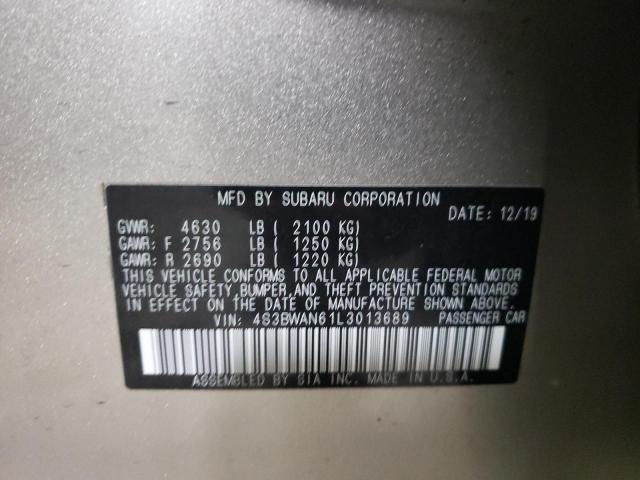 MFD BY SUBARU CORPORATION
DATE: 12/19
GVWR: 4630 LB ( 2100 KG)
GAWR: F 2756 LB ( 1250 KG)
GAWR: R 2690 LB ( 1220 KG)
THIS VEHICLE CONFORMS TO ALL APPLICABLE FEDERAL MOTOR
VEHICLE SAFETY, BUMPER, AND THEFT PREVENTION STANDARDS
IN EFFECT ON THE DATE OF MANUFACTURE SHOWN ABOVE.
VIN: 4S3BWAN61L3013689 PASSENGER CAR
ASSEMBLED BY SIA INC. MADE IN U.S.A.